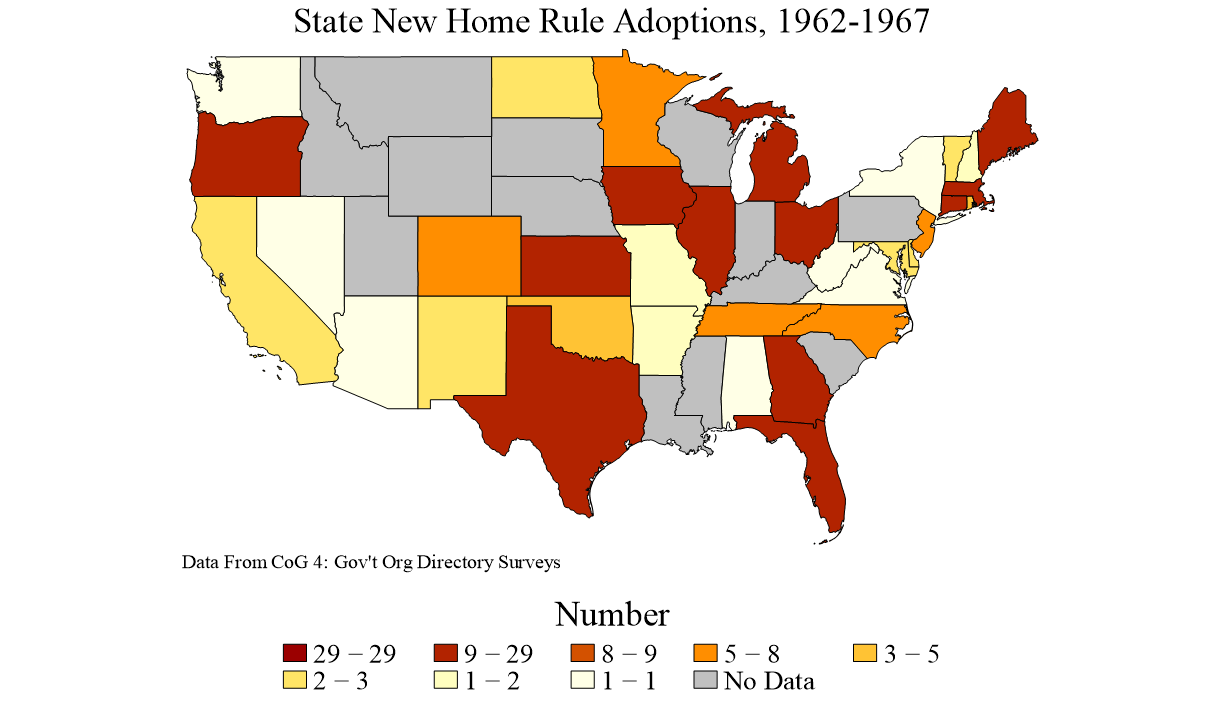 State New Home Rule Adoptions, 1962-1967
Data From CoG 4: Gov't Org Directory Surveys
Number
29 − 29 9 − 29 8 − 9 5 − 8 3 − 5
2 − 3 1 − 2 1 − 1 No Data